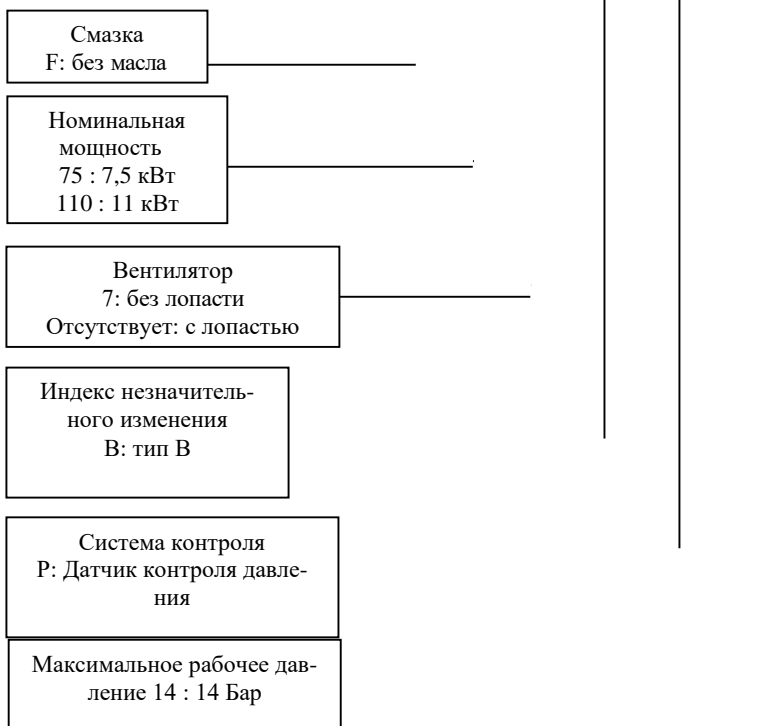 Смазка
F: без масла
Номинальная
мощность
75 : 7,5 кВт
110 : 11 кВт
Вентилятор
7: без лопасти
Отсутствует: с лопастью
Индекс незначитель-
ного изменения
B: тип B
Система контроля
P: Датчик контроля давле-
ния
Максимальное рабочее дав-
ление 14 : 14 Бар